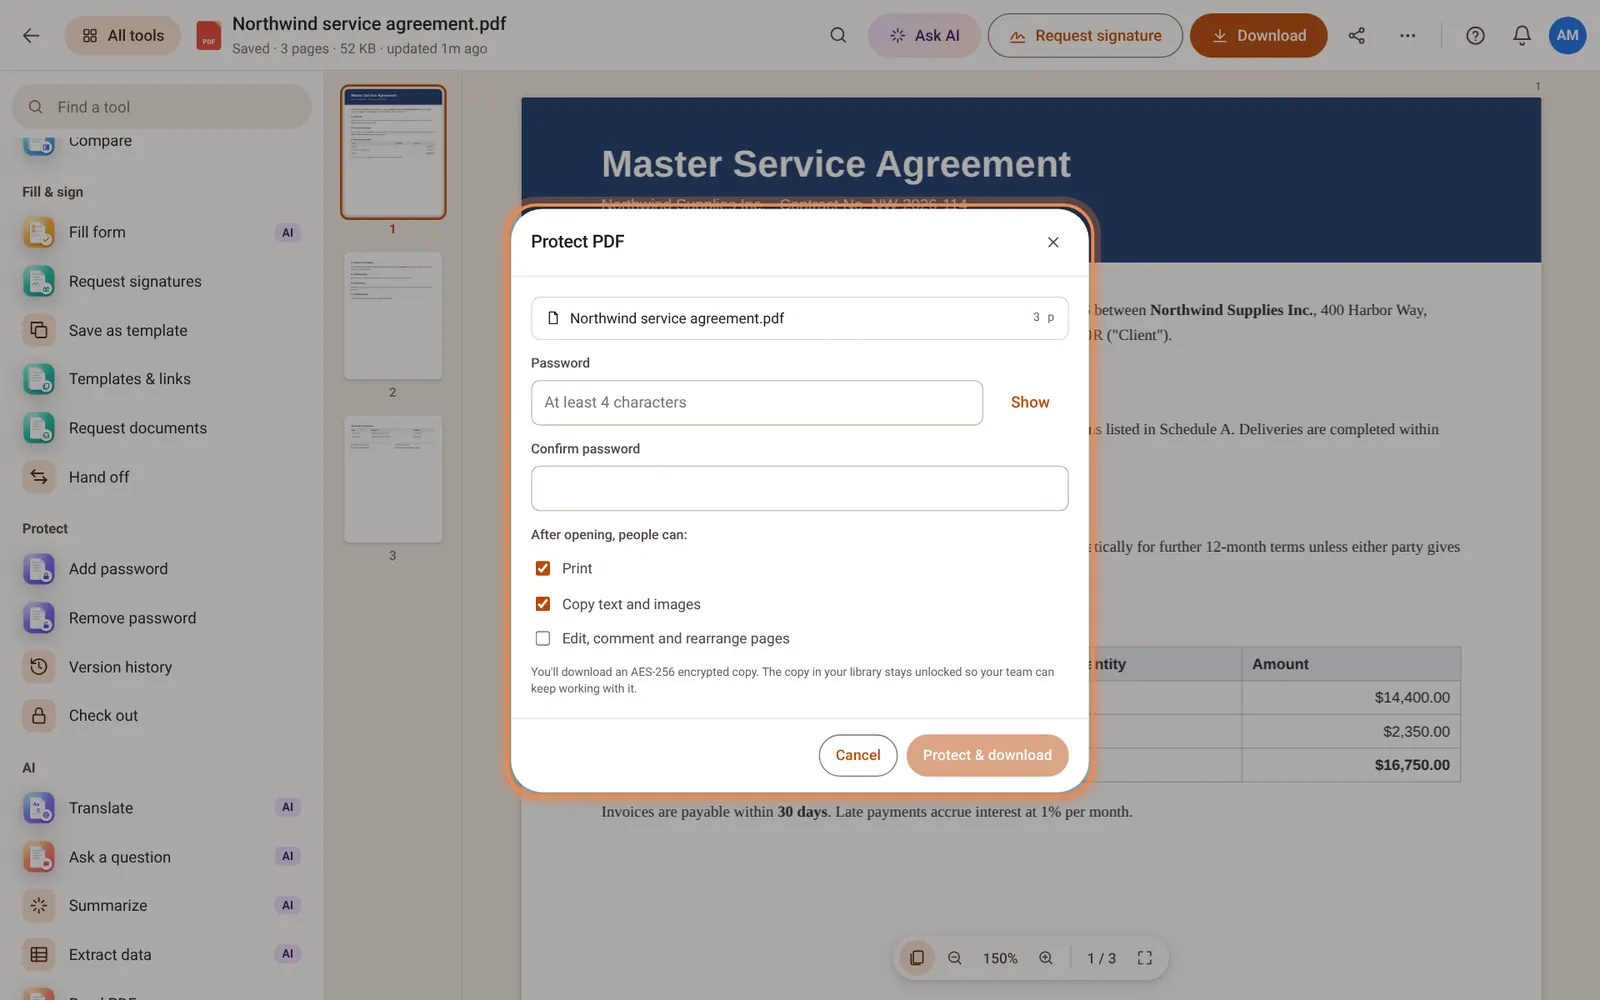 All tools
PDF
Northwind service agreement.pdf
Saved · 3 pages · 52 KB · updated 1m ago
Ask AI
Request signature
Download
AM
Find a tool
Compare
Fill & sign
Fill form
AI
Request signatures
Save as template
Templates & links
Request documents
Hand off
Protect
Add password
Remove password
Version history
Check out
AI
Translate
AI
Ask a question
AI
Summarize
AI
Extract data
AI
1
2
3
1
Master Service Agreement
Northwind Supplies Inc. Contract No. NW-2026-114
between Northwind Supplies Inc., 400 Harbor Way,
("Client").
listed in Schedule A. Deliveries are completed within
for further 12-month terms unless either party gives
Amount
$14,400.00
$2,350.00
$16,750.00
Invoices are payable within 30 days. Late payments accrue interest at 1% per month.
Protect PDF
Northwind service agreement.pdf
3 p
Password
At least 4 characters
Show
Confirm password
After opening, people can:
Print
Copy text and images
Edit, comment and rearrange pages
You'll download an AES-256 encrypted copy. The copy in your library stays unlocked so your team can
keep working with it.
Cancel
Protect & download
150%
1 / 3